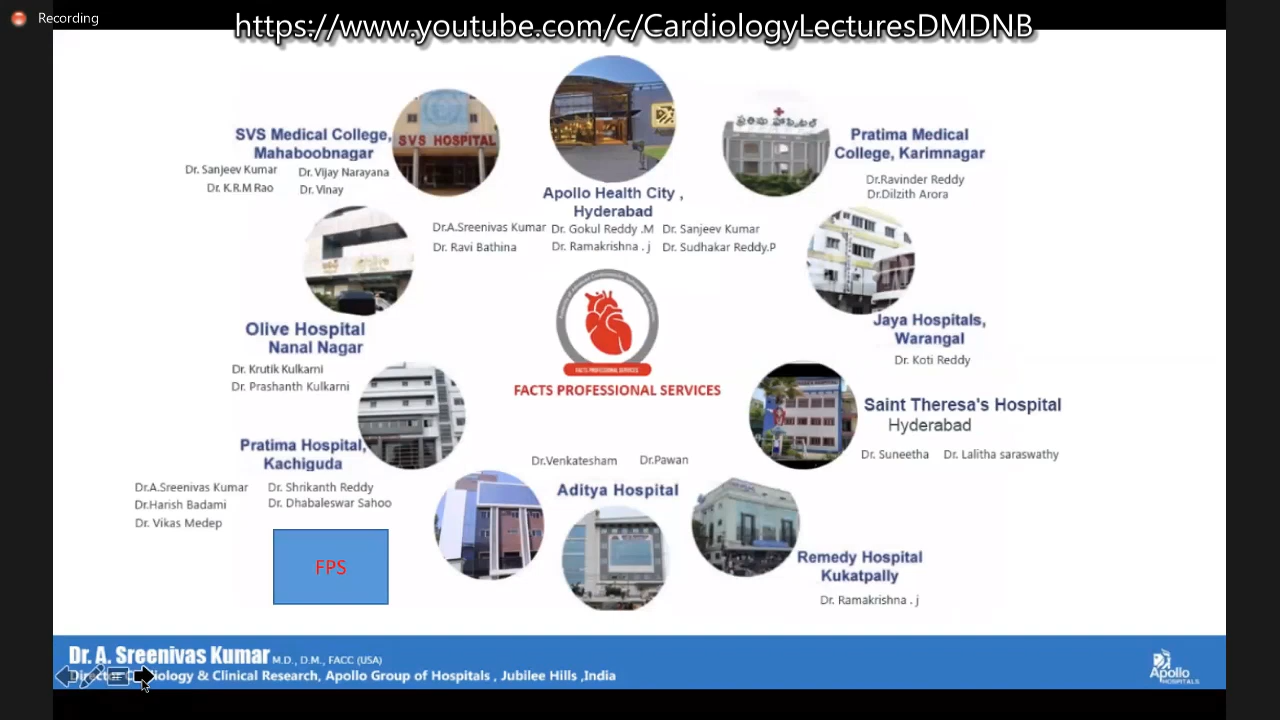 Recording
https://www.youtube.com/c/CardiologyLecturesDMDNB
SVS Medical College,
Mahaboobnagar
Dr. Sanjeev Kumar Dr. Vijay Narayana
Dr. K.R.M Rao Dr. Vinay
SVS HOSPITAL
Apollo Health City ,
Hyderabad
Dr.A.Sreenivas Kumar Dr. Gokul Reddy .M Dr. Sanjeev Kumar
Dr. Ravi Bathina Dr. Ramakrishna . j Dr. Sudhakar Reddy.P
ప్రతిమ హాస్పిటల్
Pratima Medical
College, Karimnagar
Dr.Ravinder Reddy
Dr.Dilzith Arora
Olive Hospital
Nanal Nagar
Dr. Krutik Kulkarni
Dr. Prashanth Kulkarni
FACTS PROFESSIONAL SERVICES
FACTS PROFESSIONAL SERVICES
Jaya Hospitals,
Warangal
Dr. Koti Reddy
Saint Theresa's Hospital
Hyderabad
Dr. Suneetha Dr. Lalitha saraswathy
Pratima Hospital,
Kachiguda
Dr.A.Sreenivas Kumar Dr. Shrikanth Reddy
Dr.Harish Badami Dr. Dhabaleswar Sahoo
Dr. Vikas Medep
Dr.Venkatesham Dr.Pawan
Aditya Hospital
Remedy Hospital
Kukatpally
Dr. Ramakrishna . j
FPS
Dr. A. Sreenivas Kumar M.D., D.M., FACC (USA)
& Clinical Research, Apollo Group of Hospitals , Jubilee Hills ,India
Apollo
HOSPITALS